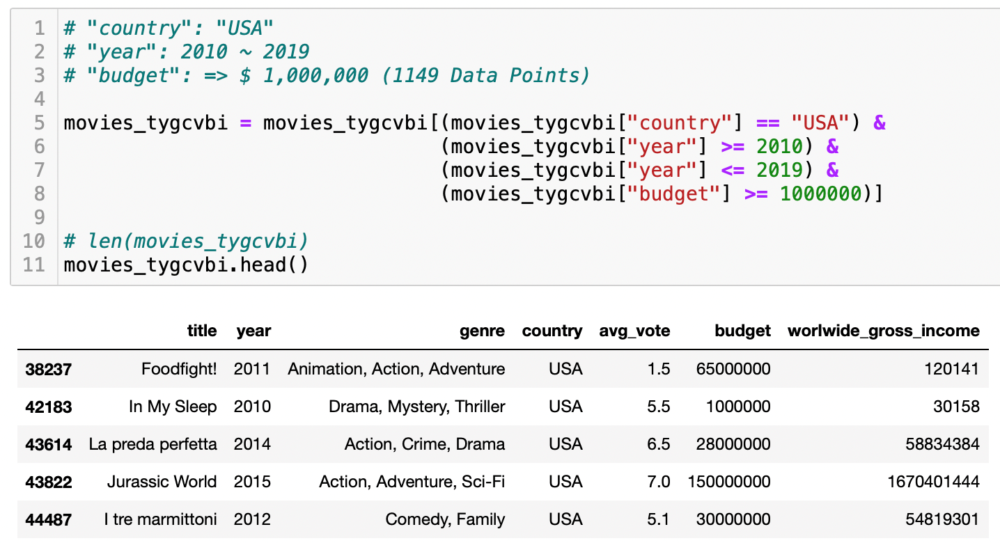 1 # "country": "USA"
2 # "year": 2010 ~ 2019
3 # "budget": => $ 1,000,000 (1149 Data Points)
4
5 movies_tygcvbi = movies_tygcvbi[(movies_tygcvbi["country"] == "USA") &
6 (movies_tygcvbi["year"] >= 2010) &
7 (movies_tygcvbi["year"] <= 2019) &
8 (movies_tygcvbi["budget"] >= 1000000)]
9
10 # len(movies_tygcvbi)
11 movies_tygcvbi.head()
title year genre country avg_vote budget worlwide_gross_income
38237 Foodfight! 2011 Animation, Action, Adventure USA 1.5 65000000 120141
42183 In My Sleep 2010 Drama, Mystery, Thriller USA 5.5 1000000 30158
43614 La preda perfetta 2014 Action, Crime, Drama USA 6.5 28000000 58834384
43822 Jurassic World 2015 Action, Adventure, Sci-Fi USA 7.0 150000000 1670401444
44487 I tre marmittoni 2012 Comedy, Family USA 5.1 30000000 54819301